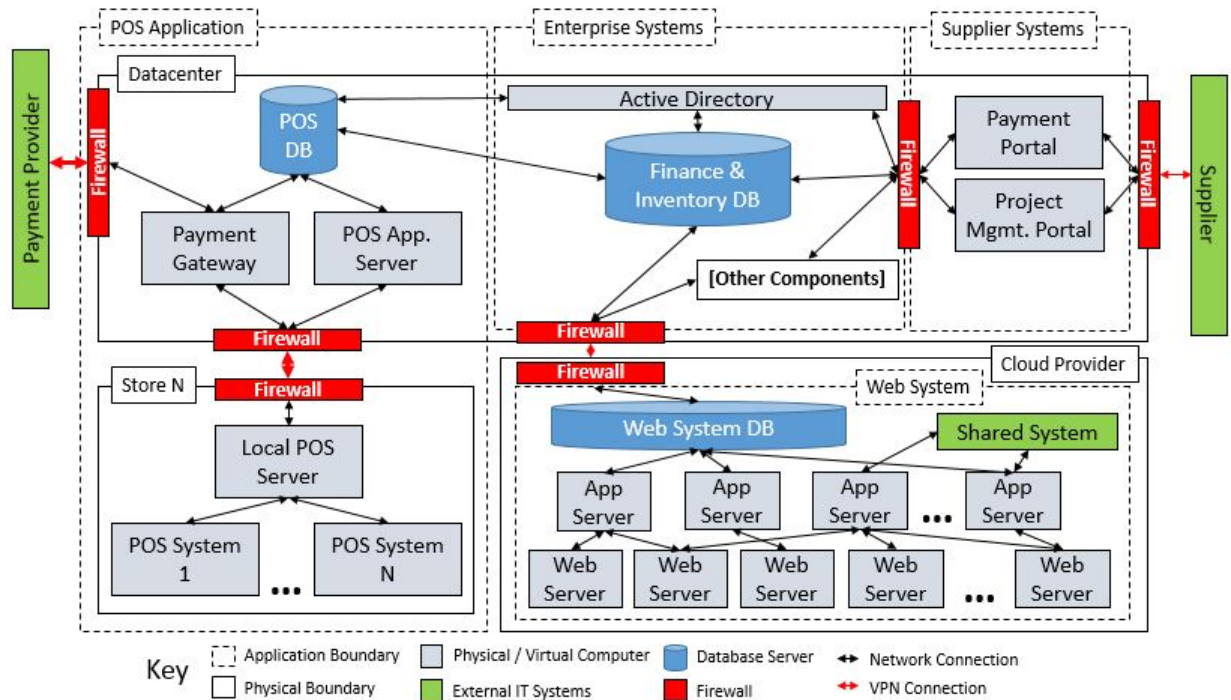 POS Application
Enterprise Systems
Supplier Systems
Datacenter
Payment Provider
Firewall
POS
DB
Active Directory
Finance &
Inventory DB
Firewall
Payment
Portal
Project
Mgmt. Portal
Firewall
Supplier
Payment
Gateway
POS App.
Server
[Other Components]
Firewall
Firewall
Store N
Firewall
Firewall
Cloud Provider
Web System
Local POS
Server
Web System DB
Shared System
App
Server
App
Server
App
Server
...
App
Server
POS System
1
...
POS System
N
Web
Server
Web
Server
Web
Server
Web
Server
...
Web
Server
Key
Application Boundary
Physical / Virtual Computer
Database Server
Network Connection
Physical Boundary
External IT Systems
Firewall
VPN Connection